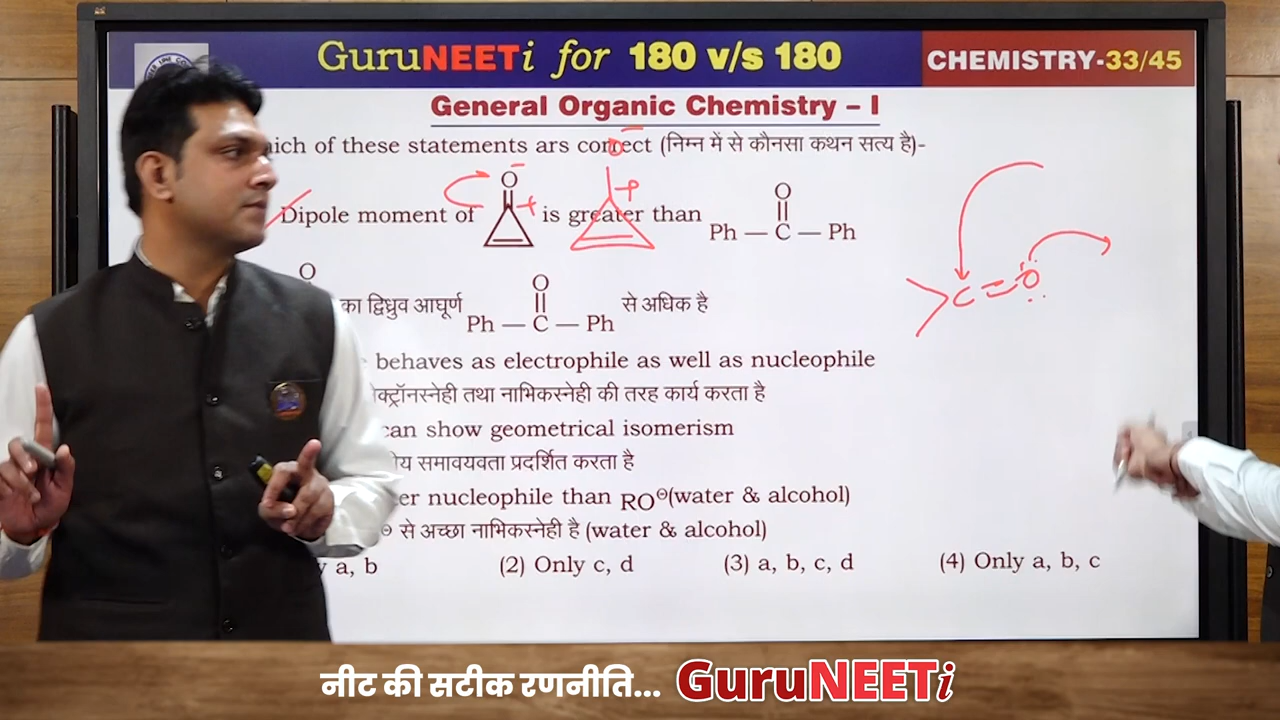 GuruNEETi for 180 v/s 180
CHEMISTRY-33/45
General Organic Chemistry – I
of these statements ars correct (निम्न में से कौनसा कथन सत्य है)-
Dipole moment of O is greater than Ph — C — Ph O
O का द्विध्रुव आघूर्ण Ph — C — Ph O से अधिक है
behaves as electrophile as well as nucleophile
तथा नाभिकस्नेही की तरह कार्य करता है
can show geometrical isomerism
समावयवता प्रदर्शित करता है
nucleophile than RO⊖(water & alcohol)
से अच्छा नाभिकस्नेही है (water & alcohol)
a, b (2) Only c, d (3) a, b, c, d (4) Only a, b, c
C = O
नीट की सटीक रणनीति... GuruNEETi